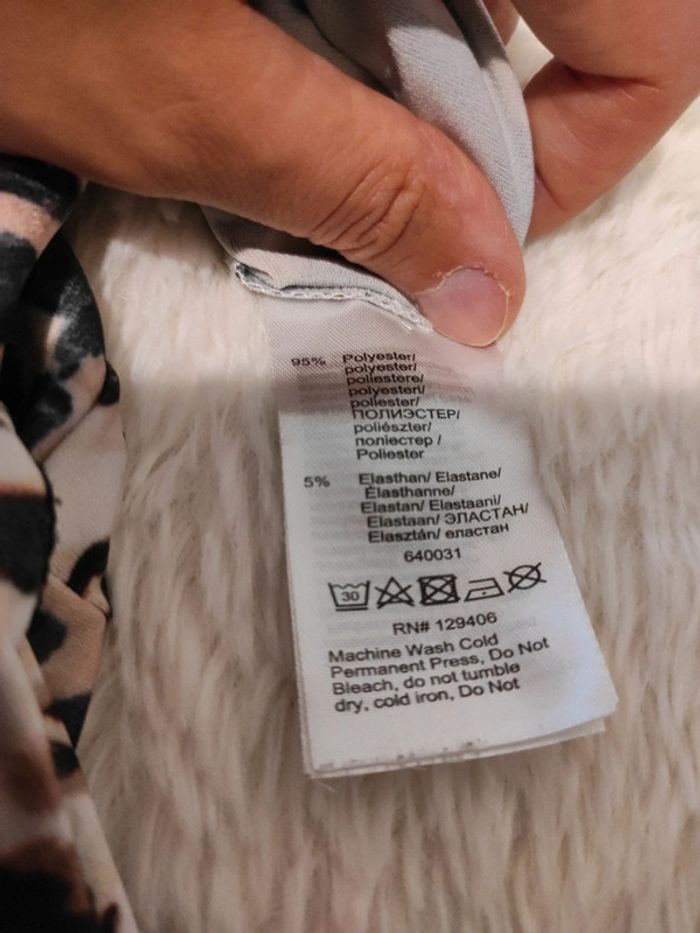 95% Polyester/
polyester/
poliestere/
polyesteri/
poliester/
ПОЛИЭСТЕР/
poliészter/
поліестер /
Poliester
5% Elasthan/ Elastane/
Élasthanne/
Elastan/ Elastaani/
Elastaan/ ЭЛАСТАН/
Elasztán/ еластан
640031
30
RN# 129406
Machine Wash Cold
Permanent Press, Do Not
Bleach, do not tumble
dry, cold iron, Do Not